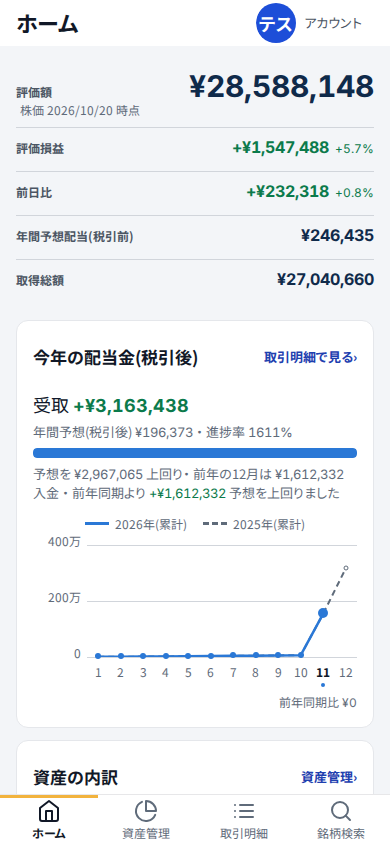 ホーム
テス アカウント
評価額 ¥28,588,148
株価 2026/10/20 時点
評価損益 +¥1,547,488 +5.7%
前日比 +¥232,318 +0.8%
年間予想配当(税引前) ¥246,435
取得総額 ¥27,040,660
今年の配当金(税引後) 取引明細で見る›
受取 +¥3,163,438
年間予想(税引後) ¥196,373・進捗率 1611%
予想を ¥2,967,065 上回り・前年の12月は ¥1,612,332
入金・前年同期より +¥1,612,332 予想を上回りました
2026年(累計) 2025年(累計)
400万
200万
0
1 2 3 4 5 6 7 8 9 10 11 12
前年同期比 ¥0
資産の内訳 資産管理›
ホーム 資産管理 取引明細 銘柄検索